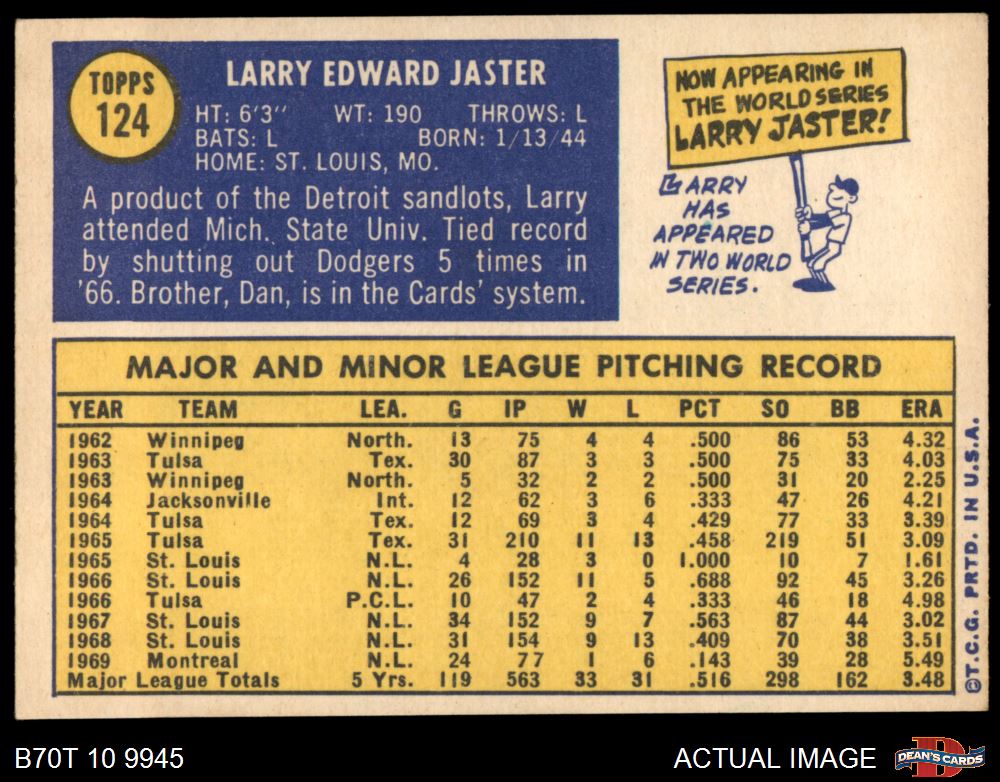 TOPPS
124
LARRY EDWARD JASTER
HT: 6'3" WT: 190 THROWS: L
BATS: L BORN: 1/13/44
HOME: ST. LOUIS, MO.
A product of the Detroit sandlots, Larry
attended Mich. State Univ. Tied record
by shutting out Dodgers 5 times in
'66. Brother, Dan, is in the Cards' system.
NOW APPEARING IN
THE WORLD SERIES
LARRY JASTER!
LARRY
HAS
APPEARED
IN TWO WORLD
SERIES.
MAJOR AND MINOR LEAGUE PITCHING RECORD
YEAR TEAM LEA. G IP W L PCT SO BB ERA
1962 Winnipeg North. 13 75 4 4 .500 86 53 4.32
1963 Tulsa Tex. 30 87 3 3 .500 75 33 4.03
1963 Winnipeg North. 5 32 2 2 .500 31 20 2.25
1964 Jacksonville Int. 12 62 3 6 .333 47 26 4.21
1964 Tulsa Tex. 12 69 3 4 .429 77 33 3.39
1965 Tulsa Tex. 31 210 11 13 .458 219 51 3.09
1965 St. Louis N.L. 4 28 3 0 1.000 10 7 1.61
1966 St. Louis N.L. 26 152 11 5 .688 92 45 3.26
1966 Tulsa P.C.L. 10 47 2 4 .333 46 18 4.98
1967 St. Louis N.L. 34 152 9 7 .563 87 44 3.02
1968 St. Louis N.L. 31 154 9 13 .409 70 38 3.51
1969 Montreal N.L. 24 77 1 6 .143 39 28 5.49
Major League Totals 5 Yrs. 119 563 33 31 .516 298 162 3.48
©T.C.G. PRTD. IN U.S.A.
B70T 10 9945
ACTUAL IMAGE
D
DEAN'S CARDS